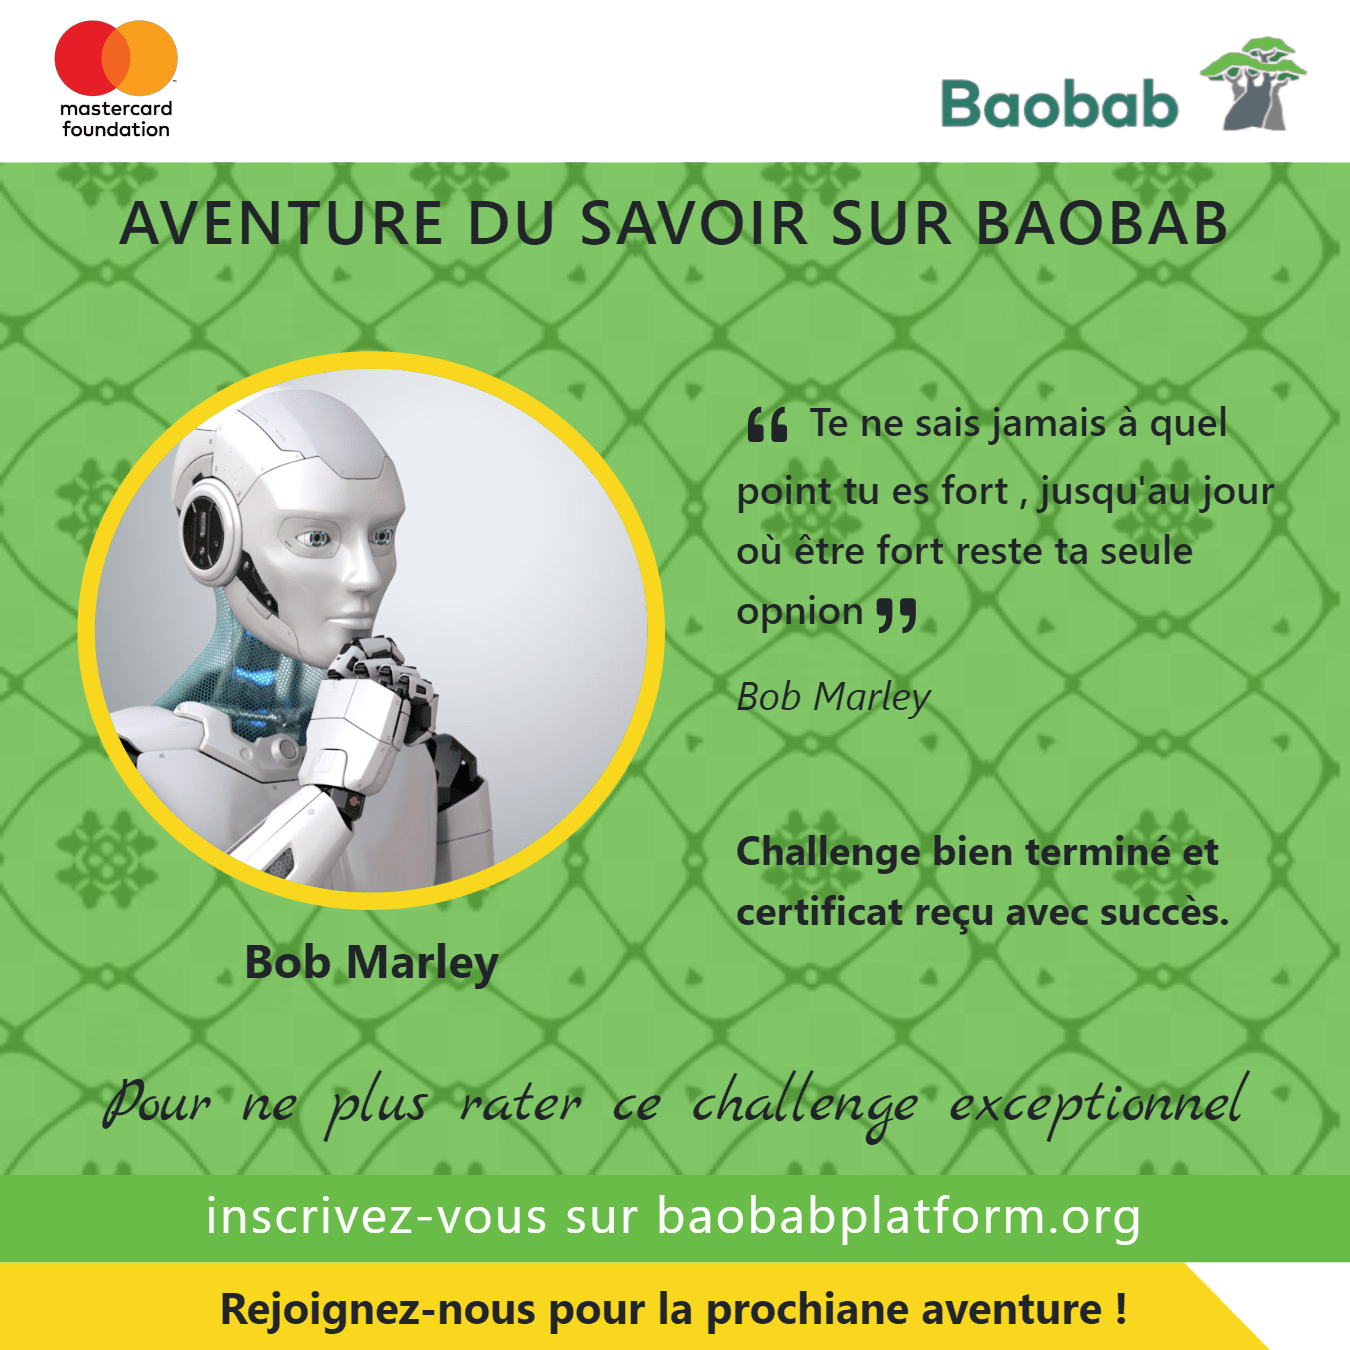 mastercard
foundation
Baobab
AVENTURE DU SAVOIR SUR BAOBAB
“ Te ne sais jamais à quel
point tu es fort , jusqu'au jour
où être fort reste ta seule
opnion ”
Bob Marley
Challenge bien terminé et
certificat reçu avec succès.
Bob Marley
Pour ne plus rater ce challenge exceptionnel
inscrivez-vous sur baobabplatform.org
Rejoignez-nous pour la prochiane aventure !